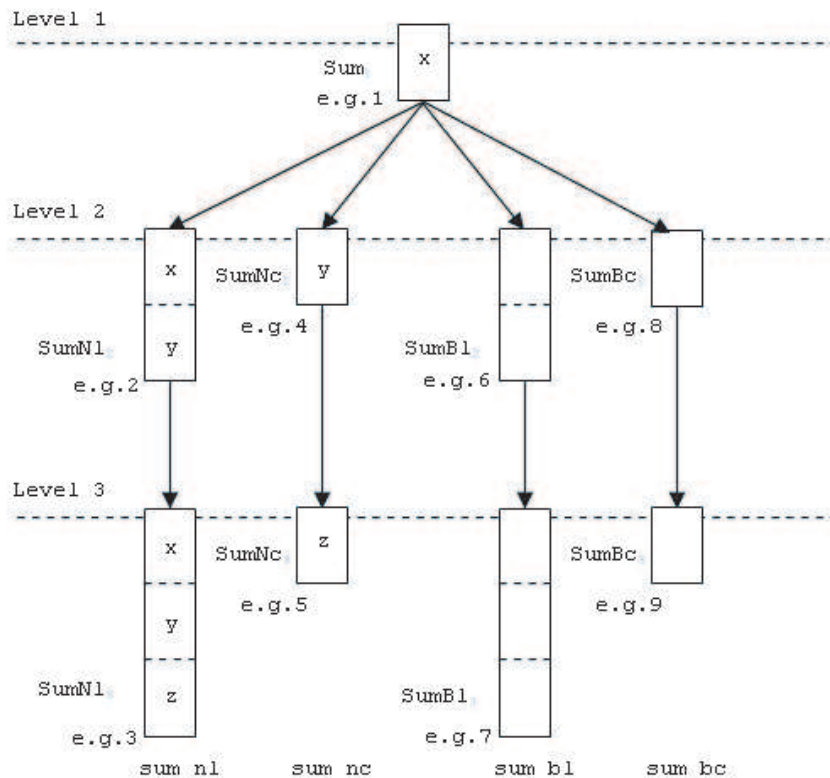 Level 1
x
Sum
e.g.1
Level 2
x
SumNc
y
SumBc
e.g.4
e.g.8
SumNl
y
SumBl
e.g.2
e.g.6
Level 3
x
SumNc
z
SumBc
e.g.5
e.g.9
y
SumNl
z
SumBl
e.g.3
e.g.7
sum nl
sum nc
sum bl
sum bc